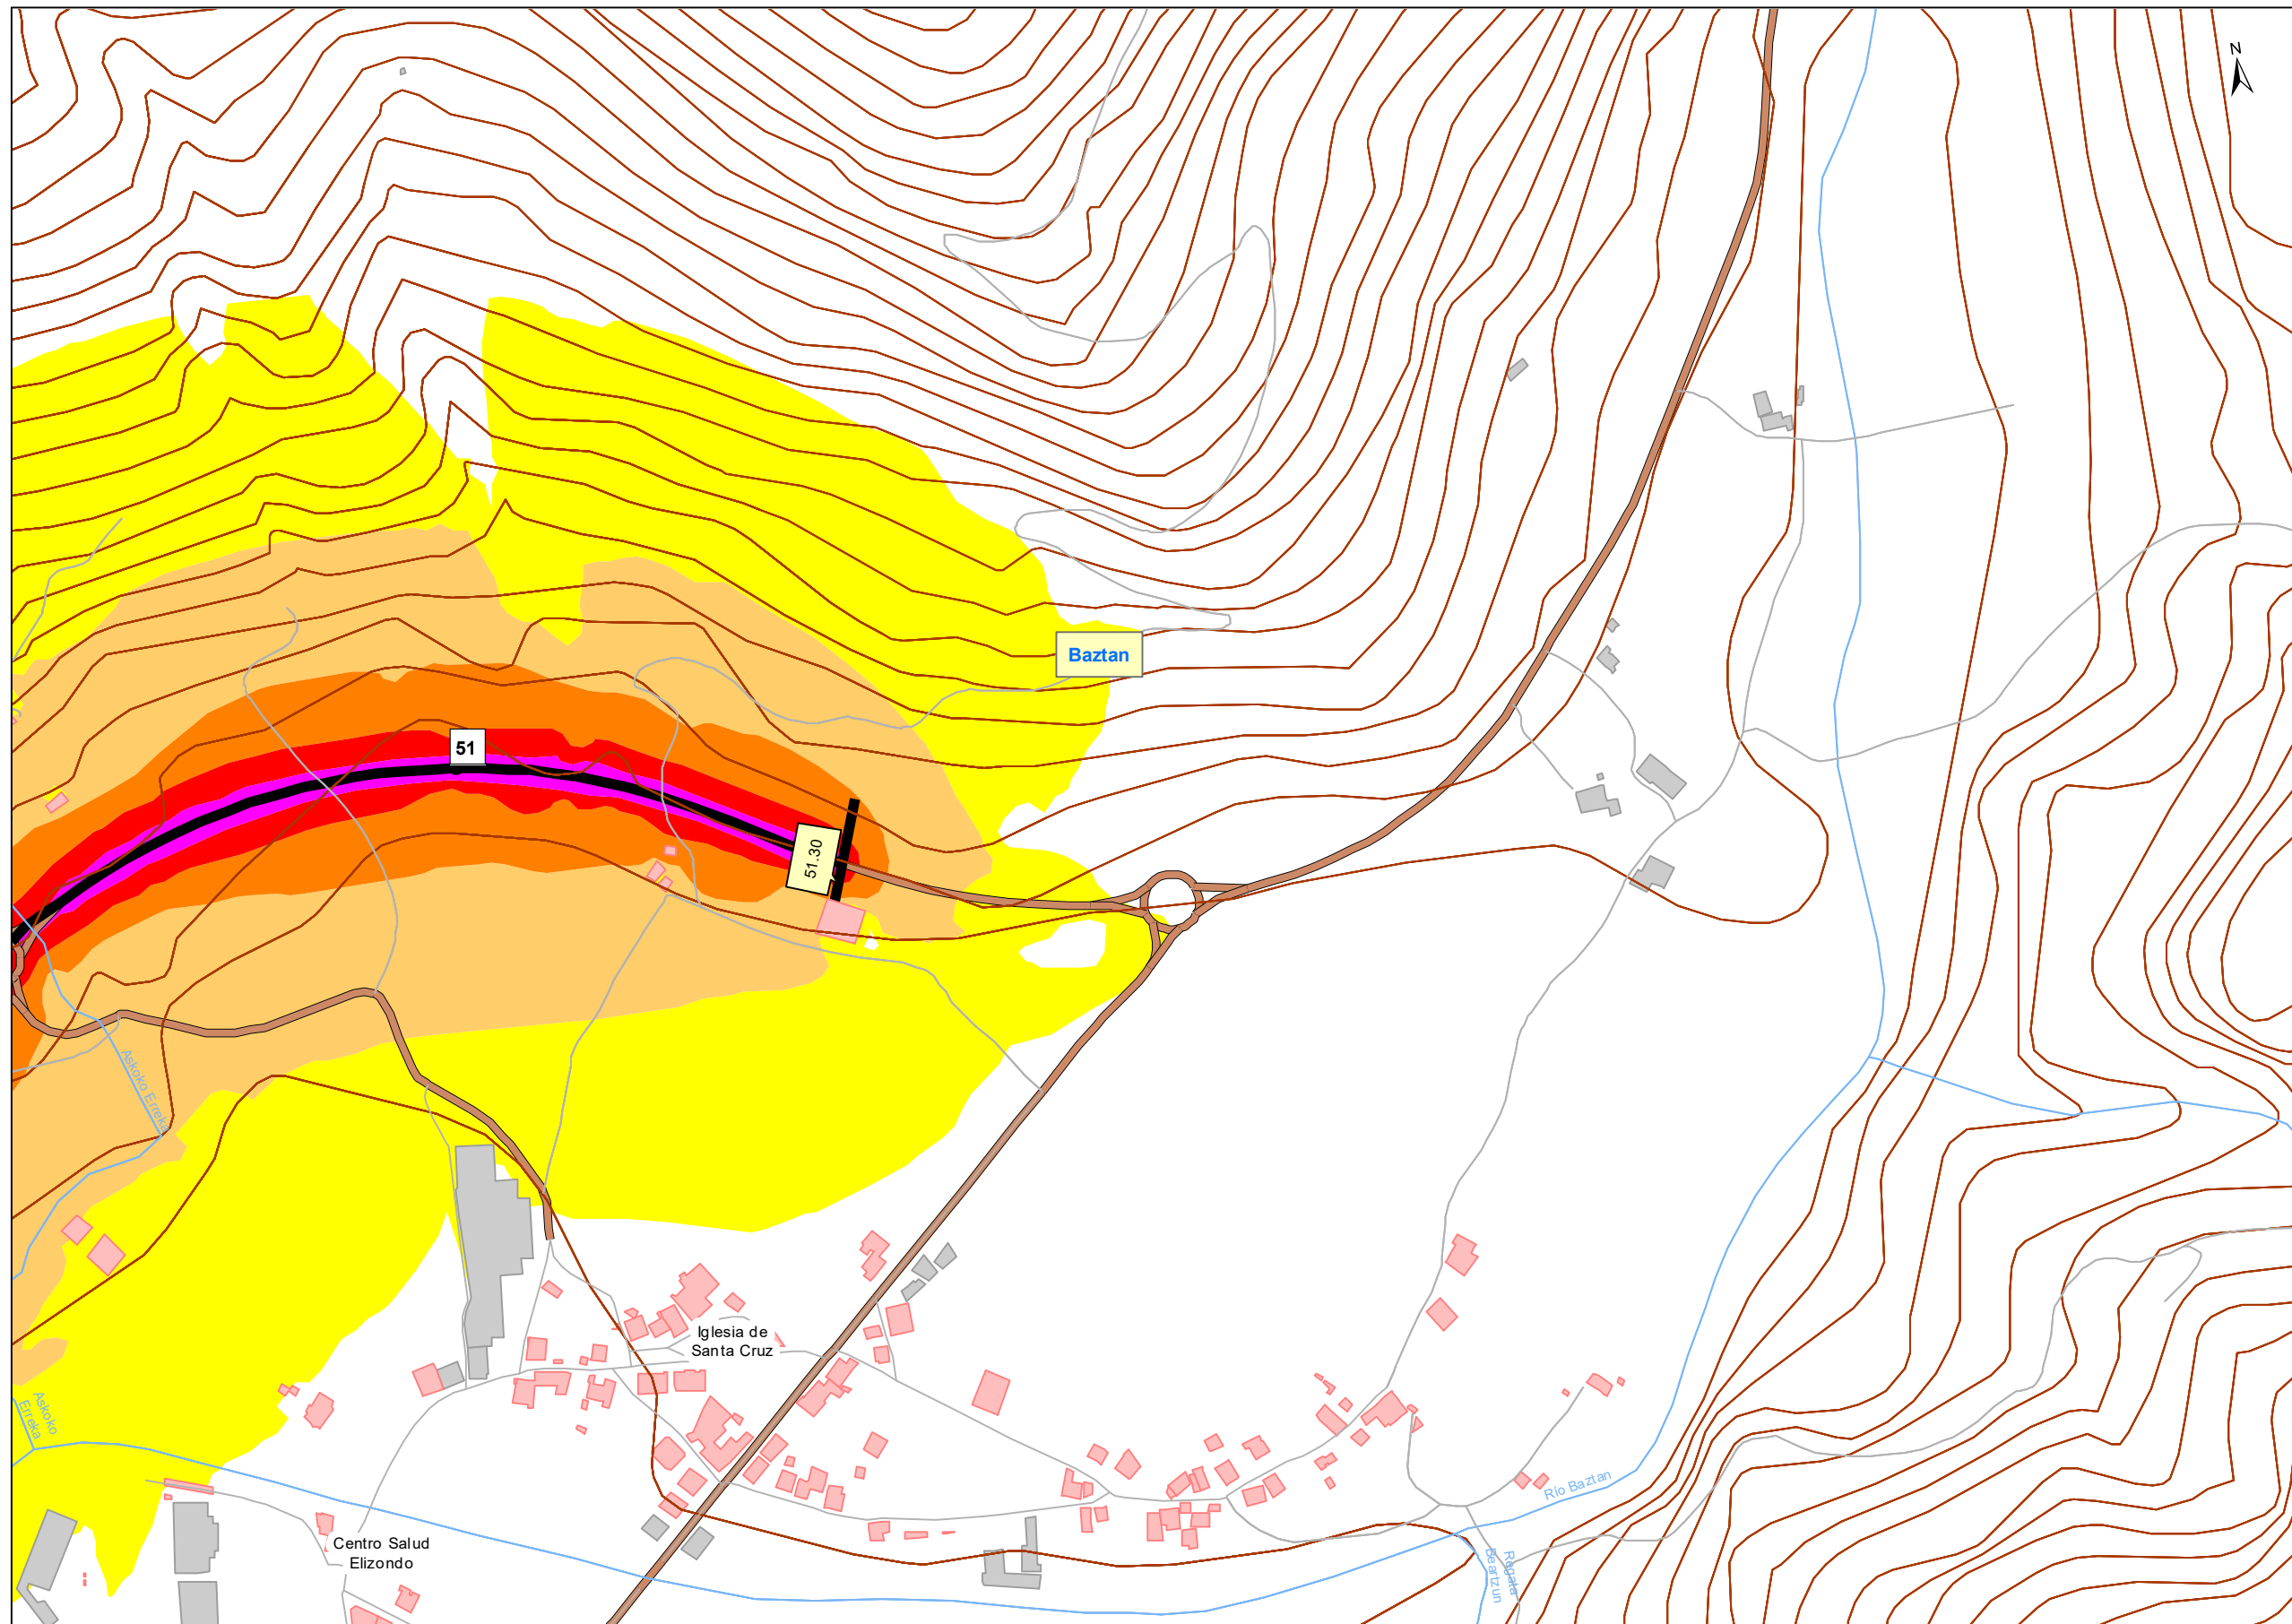 N
Baztan
51
51.30
Askoko Erreka
Iglesia de
Santa Cruz
Askoko
Erreka
Río Baztan
Centro Salud
Elizondo
Regata
Beartzun